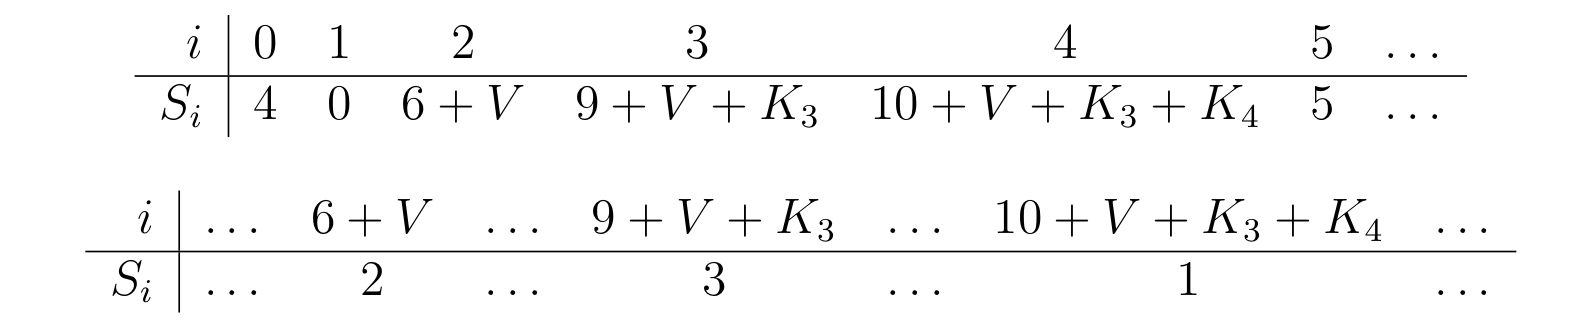 i 0 1 2 3 4 5 ...
S_i 4 0 6 + V 9 + V + K_3 10 + V + K_3 + K_4 5 ...
i ... 6 + V ... 9 + V + K_3 ... 10 + V + K_3 + K_4 ...
S_i ... 2 ... 3 ... 1 ...